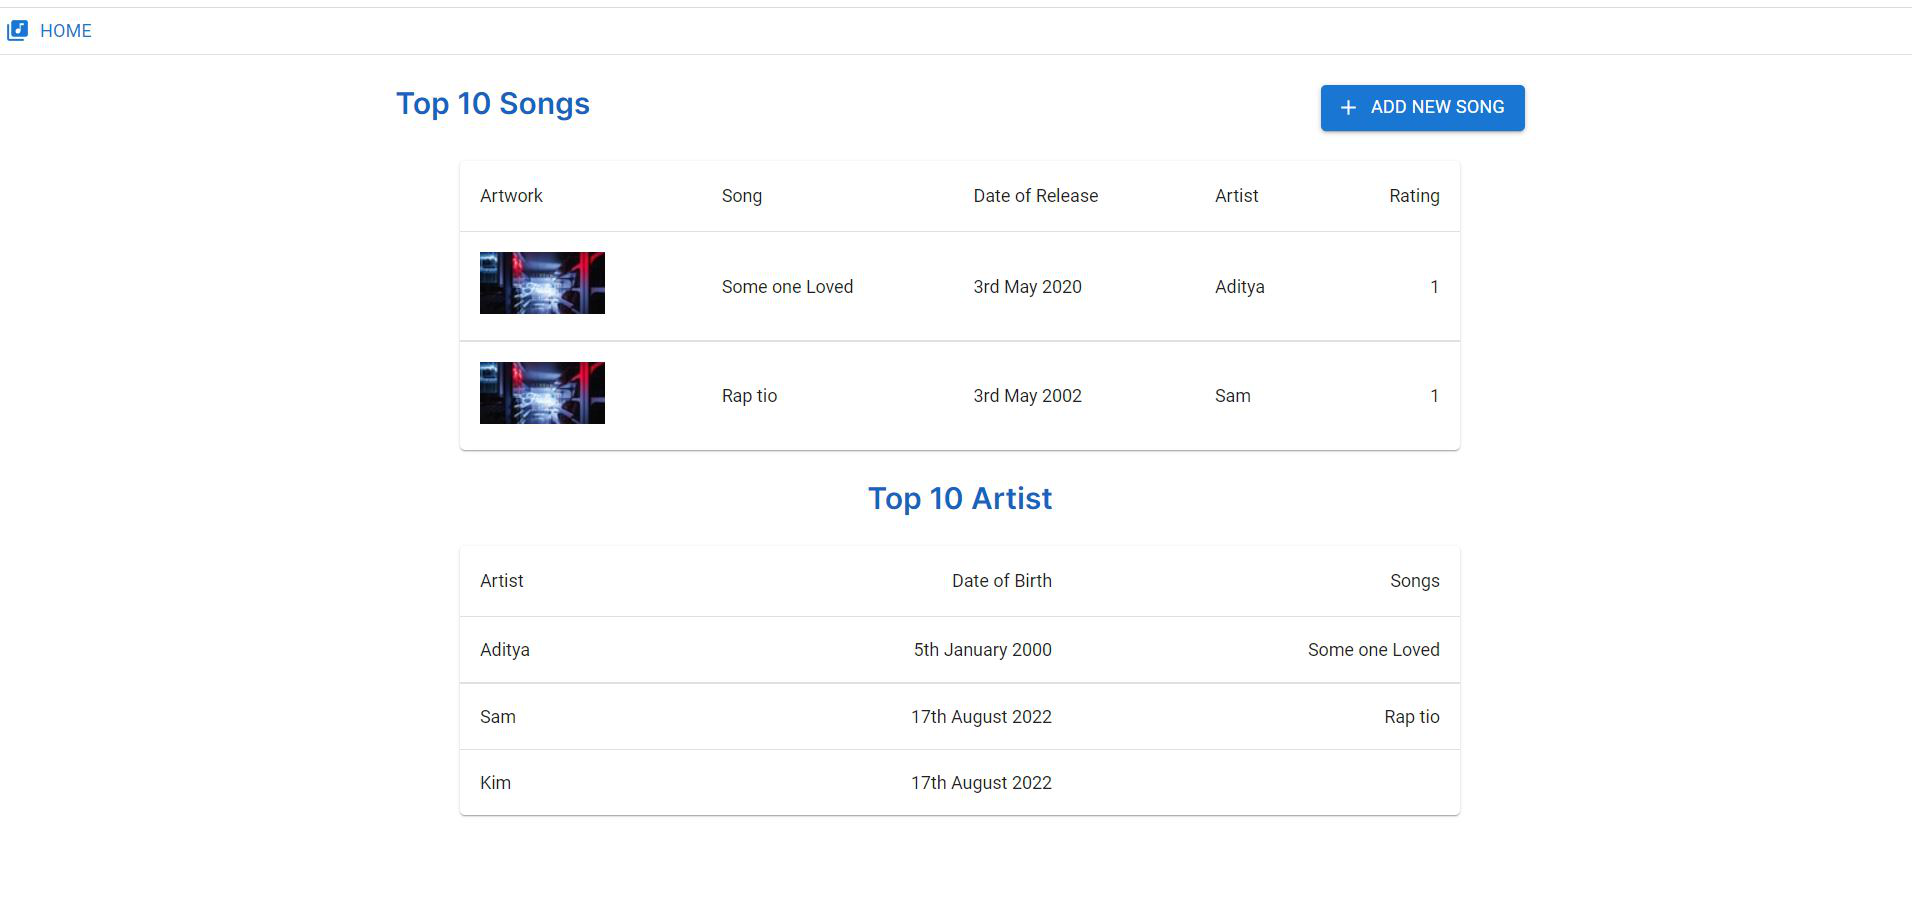 HOME
Top 10 Songs
ADD NEW SONG
Artwork Song Date of Release Artist Rating
Some one Loved 3rd May 2020 Aditya 1
Rap tio 3rd May 2002 Sam 1
Top 10 Artist
Artist Date of Birth Songs
Aditya 5th January 2000 Some one Loved
Sam 17th August 2022 Rap tio
Kim 17th August 2022